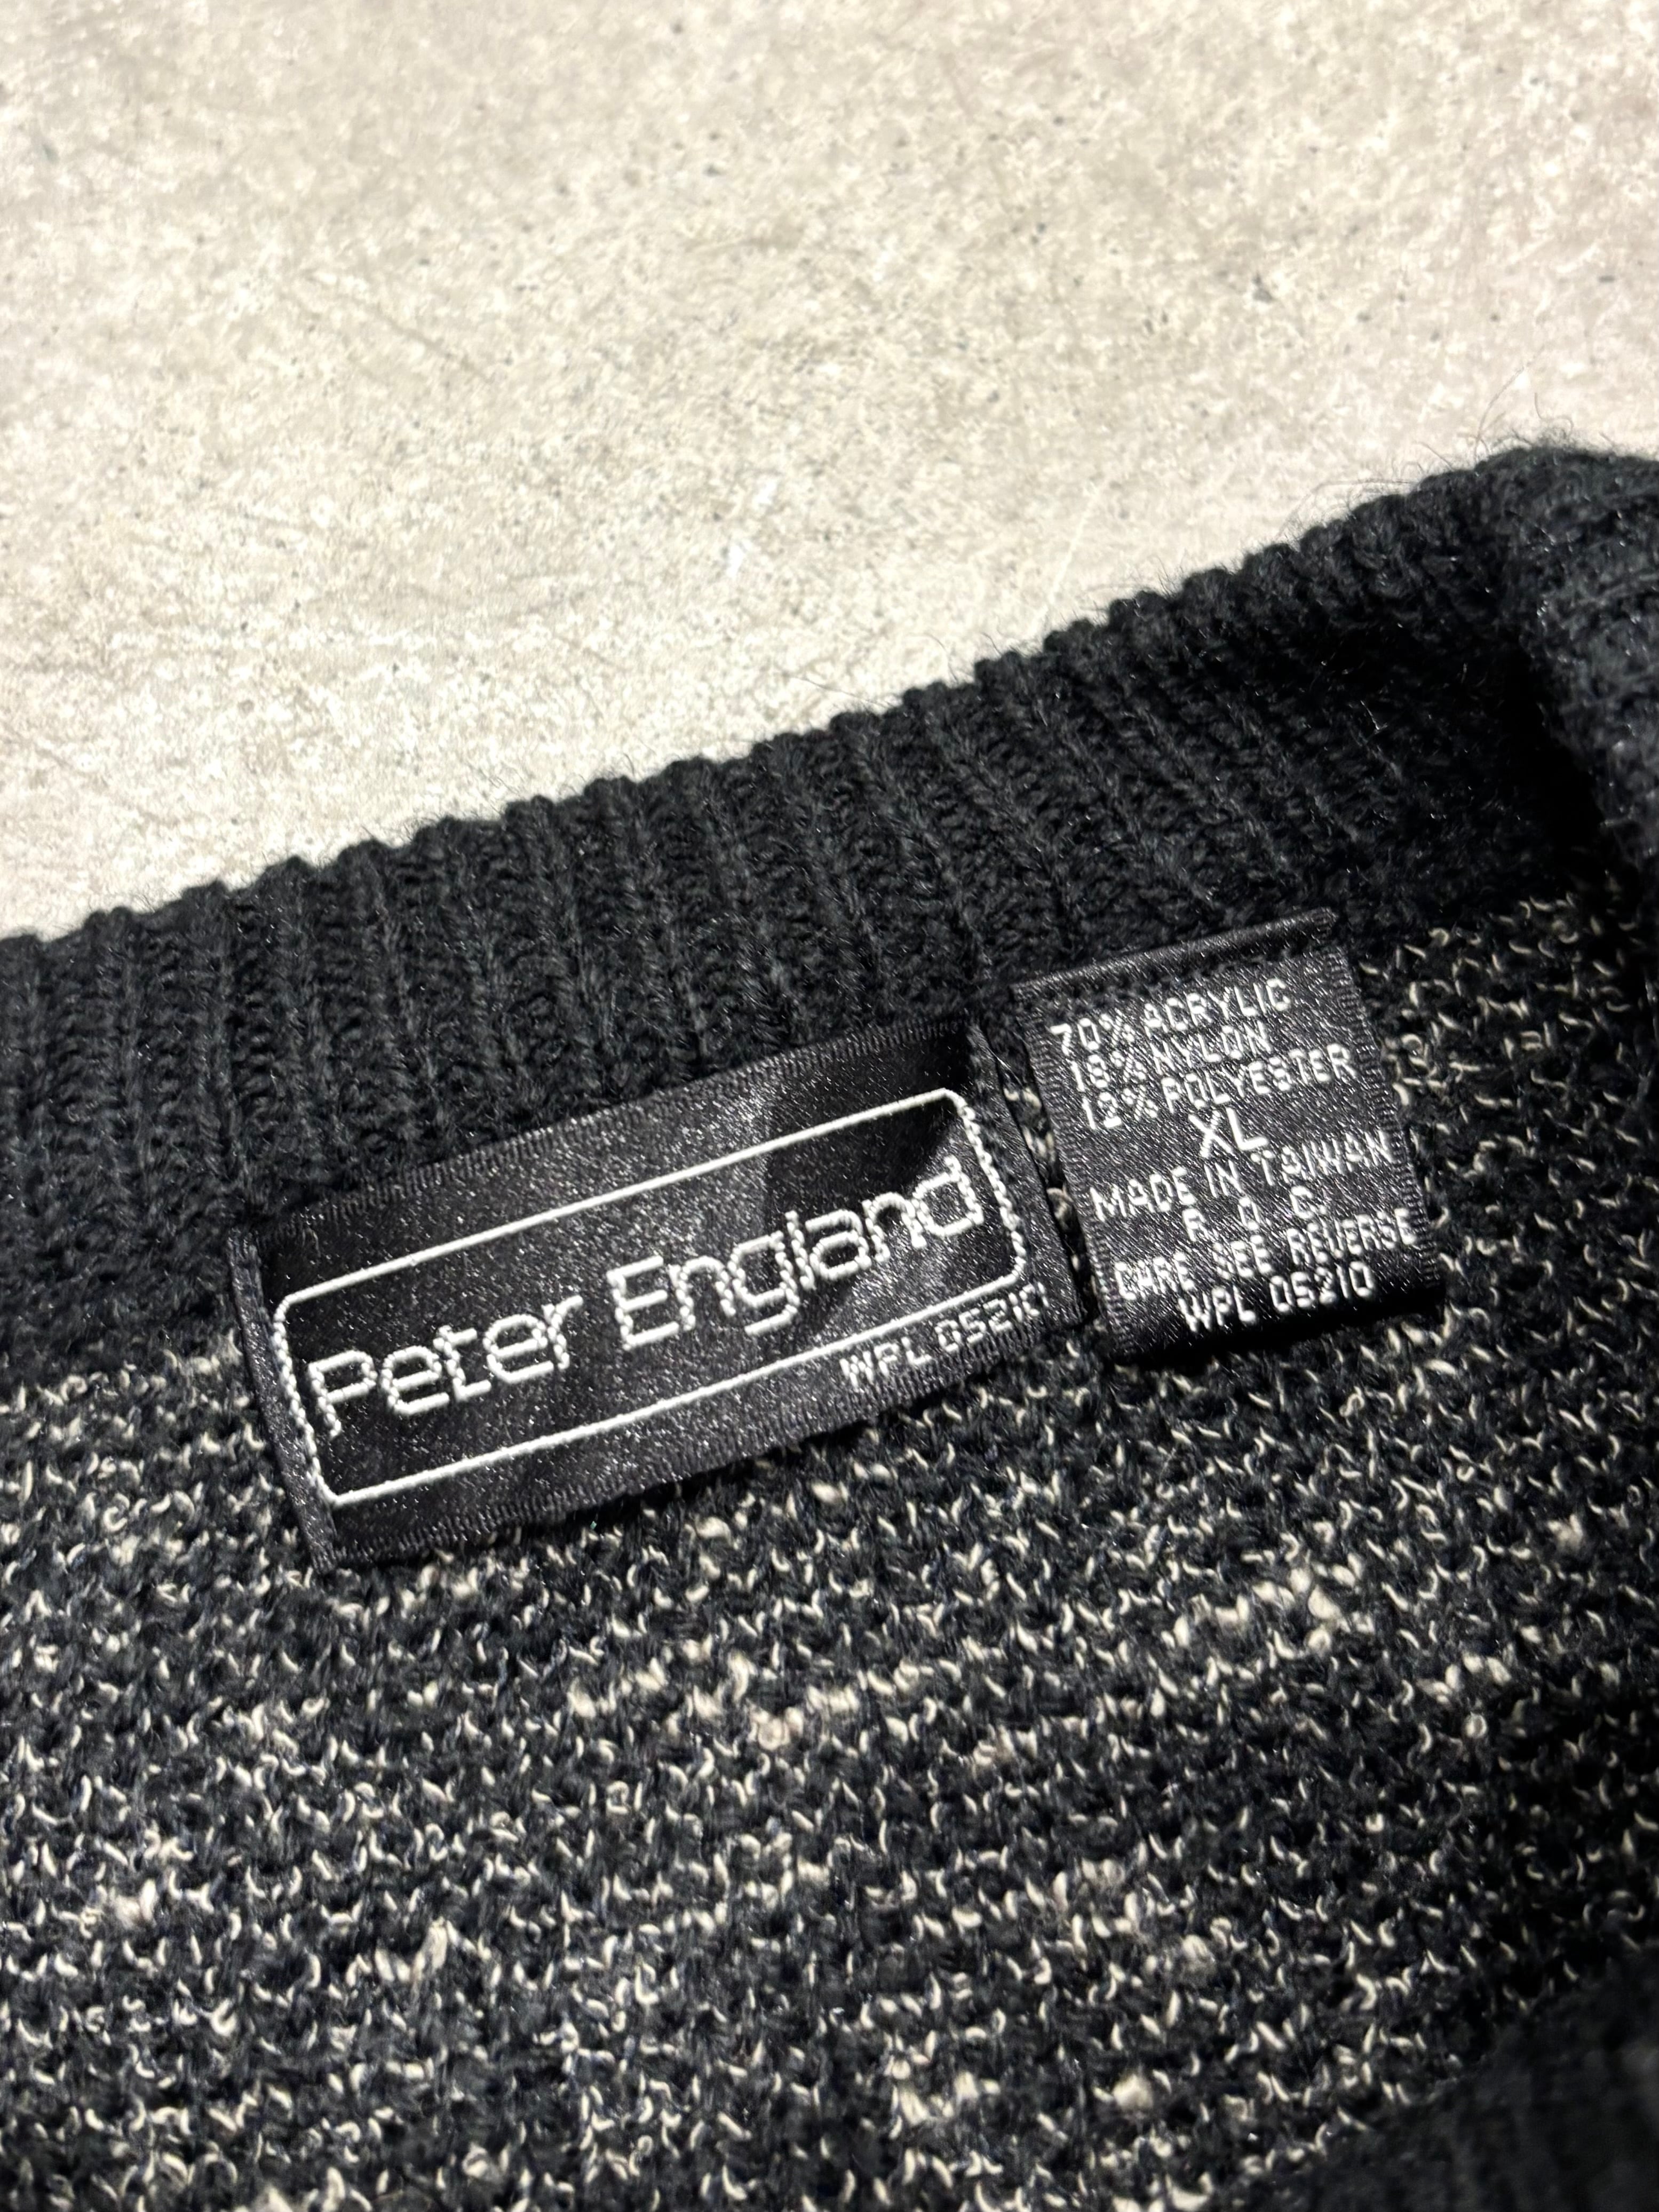 Peter England
WPL 05210
70% ACRYLIC
18% NYLON
12% POLYESTER
XL
MADE IN TAIWAN
R. O. C.
CARE SEE REVERSE
WPL 05210